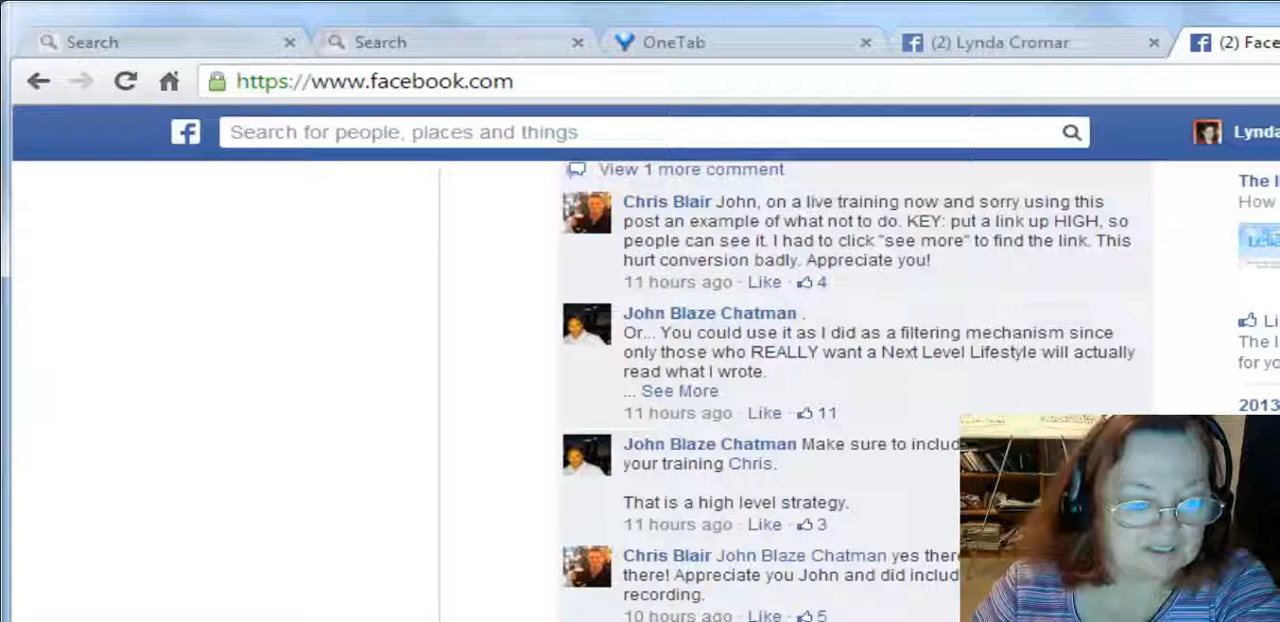 Search
Search
OneTab
(2) Lynda Cromar
(2) Face
https://www.facebook.com
Search for people, places and things
Lynda
View 1 more comment
Chris Blair John, on a live training now and sorry using this
post an example of what not to do. KEY: put a link up HIGH, so
people can see it. I had to click "see more" to find the link. This
hurt conversion badly. Appreciate you!
11 hours ago · Like · 4
John Blaze Chatman .
Or... You could use it as I did as a filtering mechanism since
only those who REALLY want a Next Level Lifestyle will actually
read what I wrote.
... See More
11 hours ago · Like · 11
John Blaze Chatman Make sure to includ
your training Chris.
That is a high level strategy.
11 hours ago · Like · 3
Chris Blair John Blaze Chatman yes there
there! Appreciate you John and did includ
recording.
10 hours ago · Like · 5
The I
How
Li
The I
for yo
2013